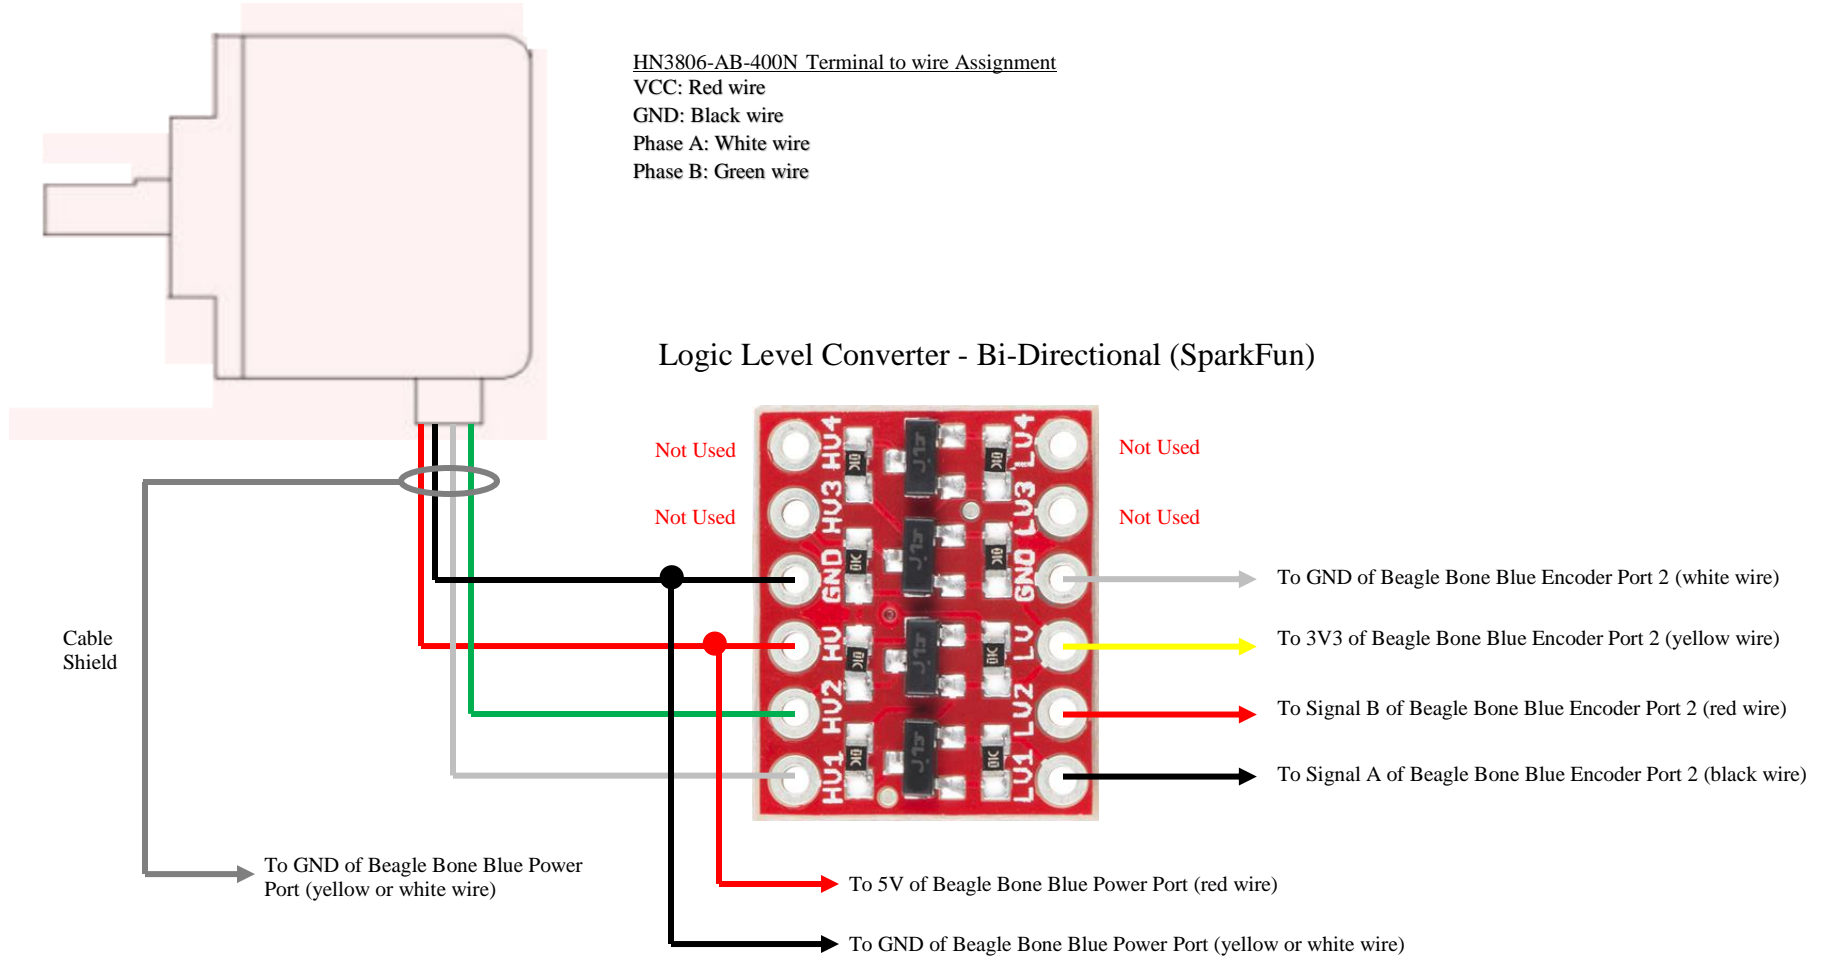 HN3806-AB-400N Terminal to wire Assignment
VCC: Red wire
GND: Black wire
Phase A: White wire
Phase B: Green wire
Logic Level Converter - Bi-Directional (SparkFun)
Not Used
HV4
LV4
Not Used
Not Used
HV3
LV3
Not Used
GND
GND
To GND of Beagle Bone Blue Encoder Port 2 (white wire)
HV
LV
To 3V3 of Beagle Bone Blue Encoder Port 2 (yellow wire)
HV2
LV2
To Signal B of Beagle Bone Blue Encoder Port 2 (red wire)
HV1
LV1
To Signal A of Beagle Bone Blue Encoder Port 2 (black wire)
Cable
Shield
To GND of Beagle Bone Blue Power
Port (yellow or white wire)
To 5V of Beagle Bone Blue Power Port (red wire)
To GND of Beagle Bone Blue Power Port (yellow or white wire)